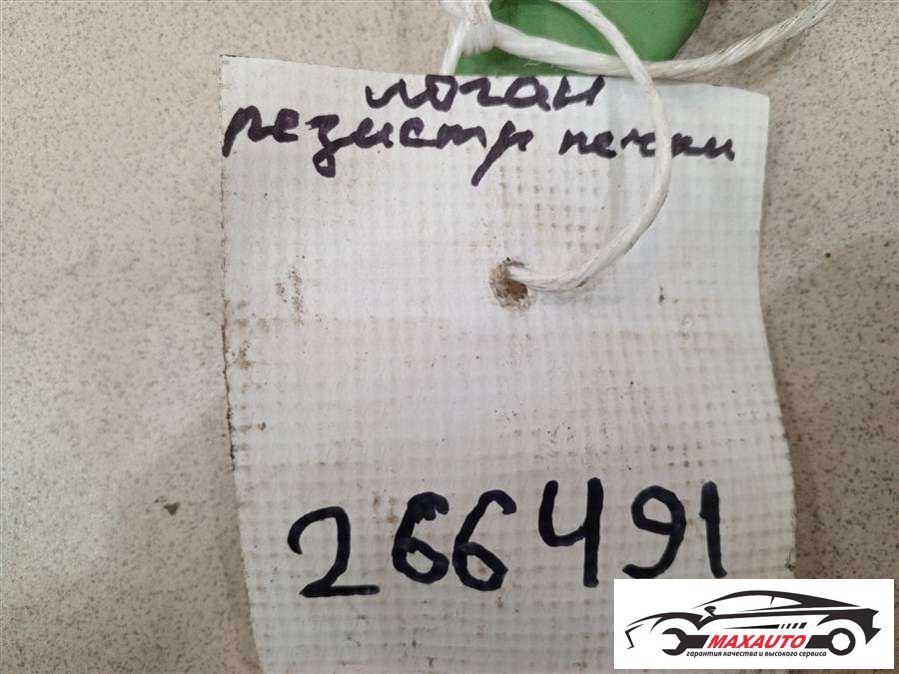 логан
резистр печки
266491
MAXAUTO
гарантия качества и высокого сервиса